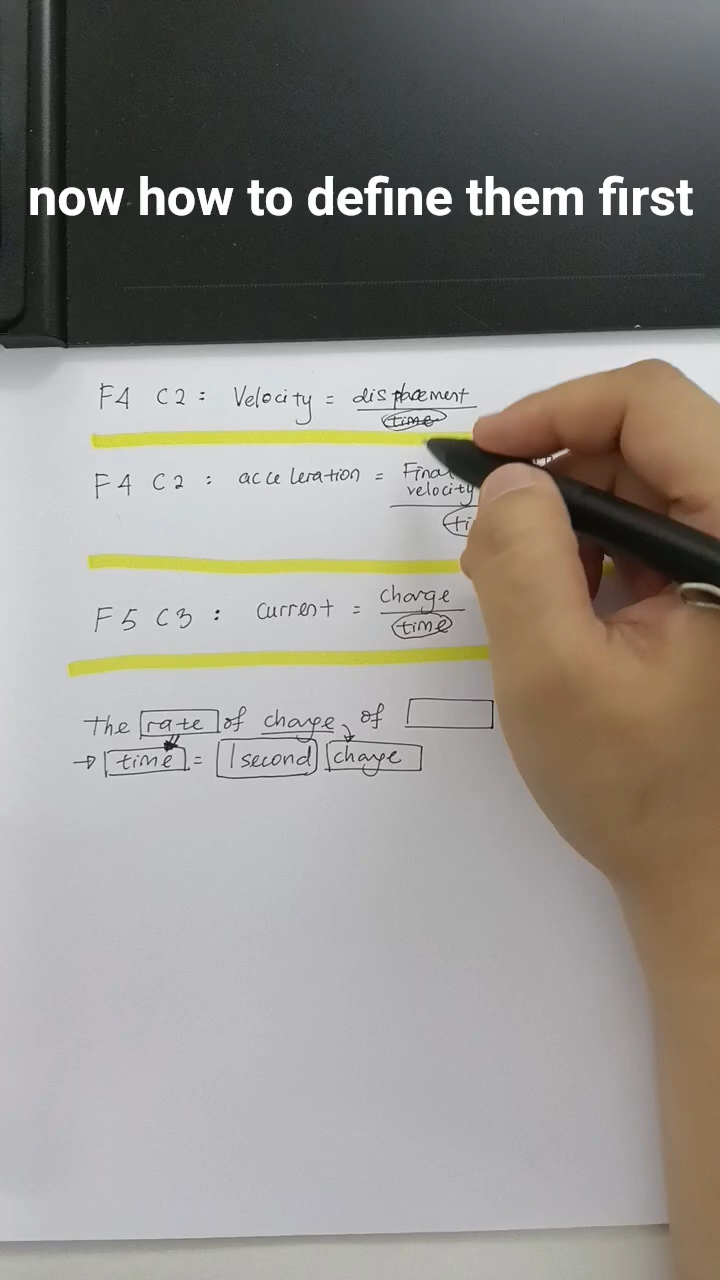 now how to define them first
F4 C2: Velocity = displacement
time
F4 C2: acceleration = Final
velocity
F5 C3: Current = charge
time
The rate of change of
→ time = 1 second change